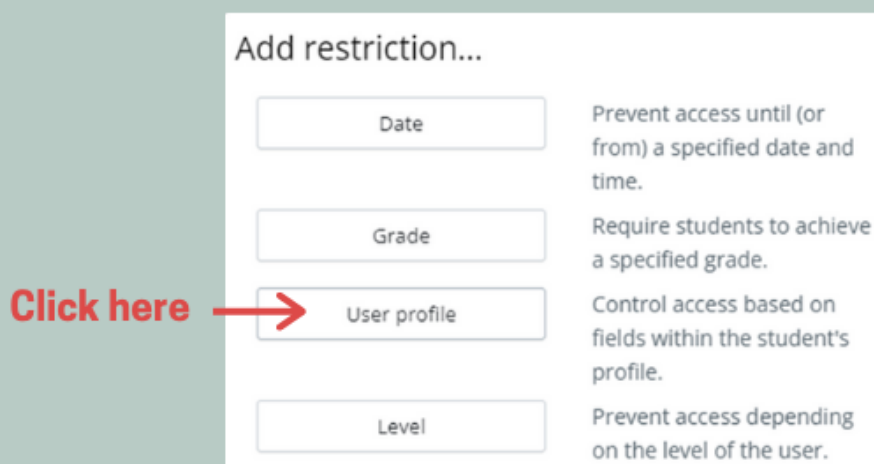 Add restriction...
Date
Prevent access until (or
from) a specified date and
time.
Grade
Require students to achieve
a specified grade.
Click here
User profile
Control access based on
fields within the student's
profile.
Level
Prevent access depending
on the level of the user.